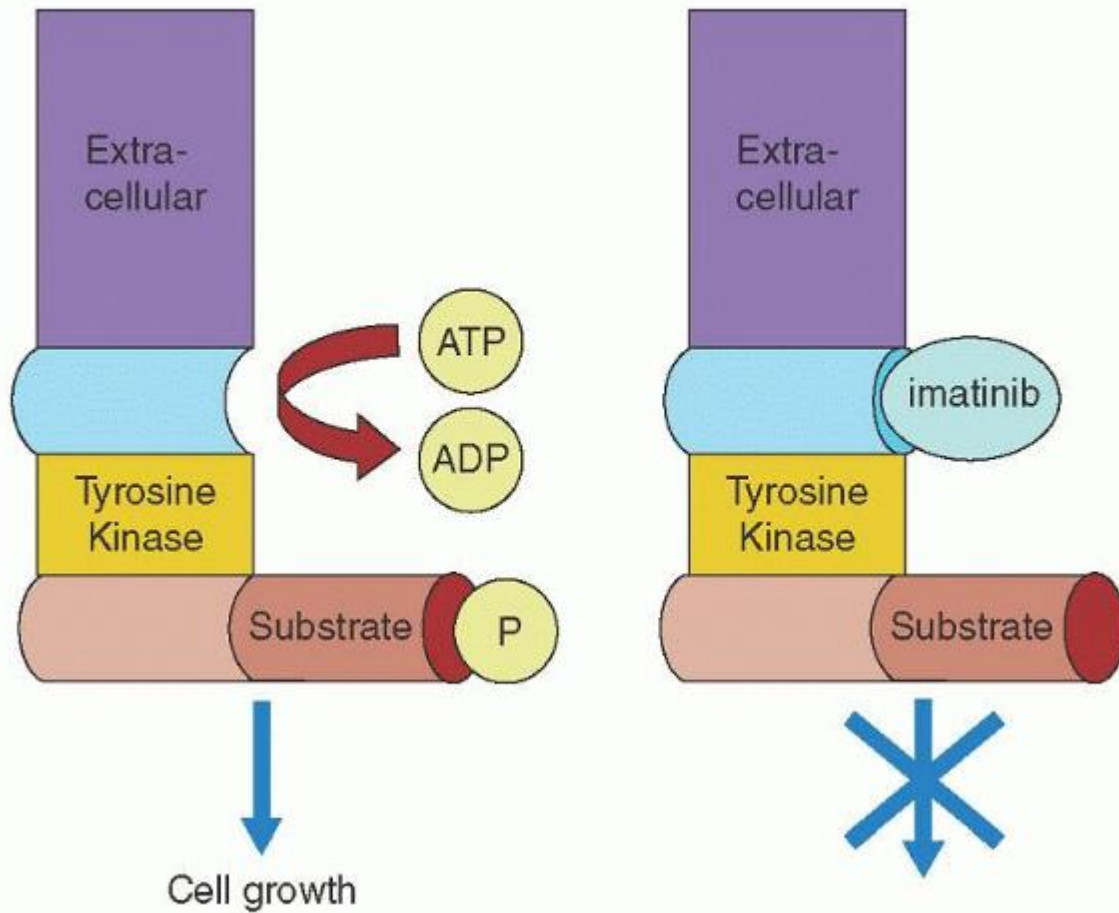 Extra-
cellular
ATP
ADP
Tyrosine
Kinase
Substrate
P
Cell growth
Extra-
cellular
imatinib
Tyrosine
Kinase
Substrate